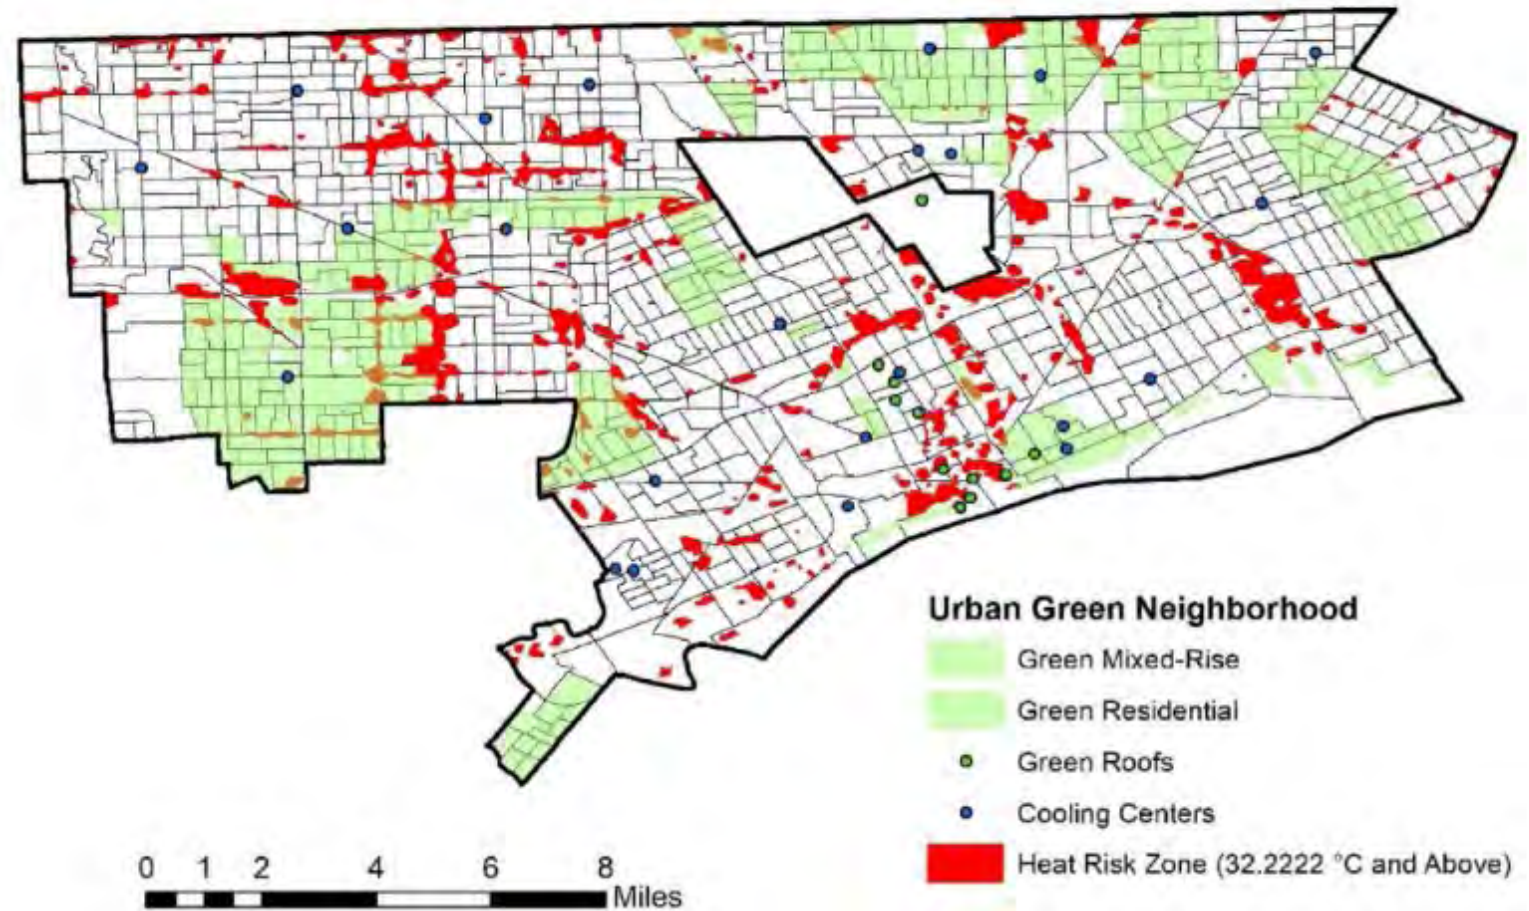 Urban Green Neighborhood
Green Mixed-Rise
Green Residential
Green Roofs
Cooling Centers
Heat Risk Zone (32.2222 °C and Above)
0 1 2 4 6 8
Miles